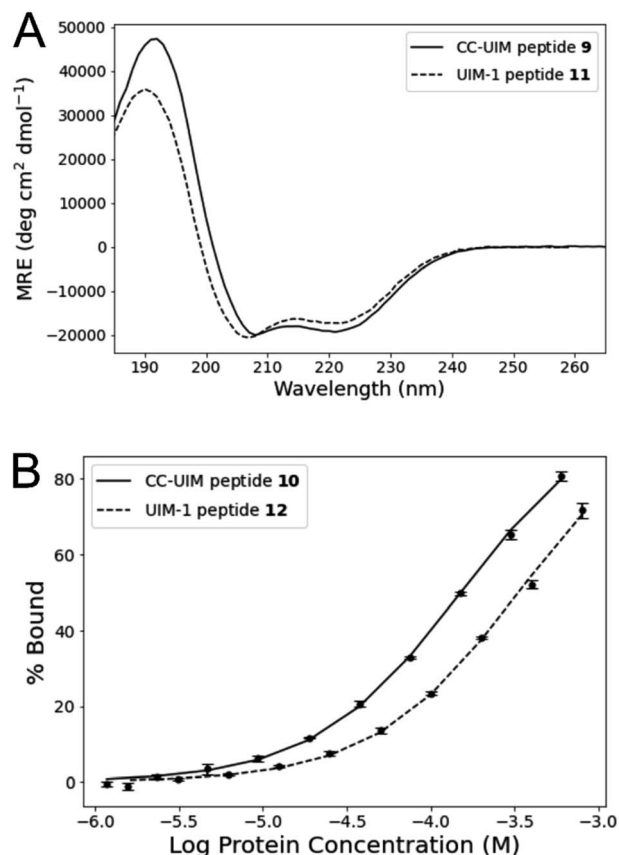 A
50000
40000
30000
20000
10000
0
−10000
−20000
MRE (deg cm² dmol⁻¹)
CC-UIM peptide 9
UIM-1 peptide 11
190 200 210 220 230 240 250 260
Wavelength (nm)
B
80
60
40
20
0
% Bound
CC-UIM peptide 10
UIM-1 peptide 12
−6.0 −5.5 −5.0 −4.5 −4.0 −3.5 −3.0
Log Protein Concentration (M)